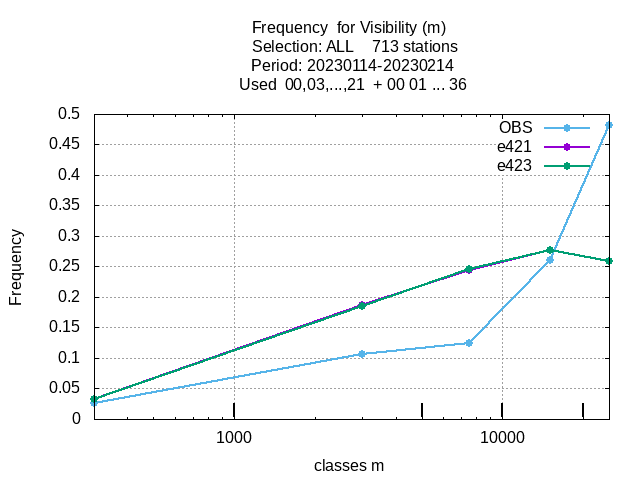 Frequency  for Visibility (m)
Selection: ALL    713 stations
Period: 20230114-20230214
Used  00,03,...,21  + 00 01 ... 36
OBS
e421
e423
0.5
0.45
0.4
0.35
0.3
0.25
0.2
0.15
0.1
0.05
0
Frequency
1000
10000
classes m